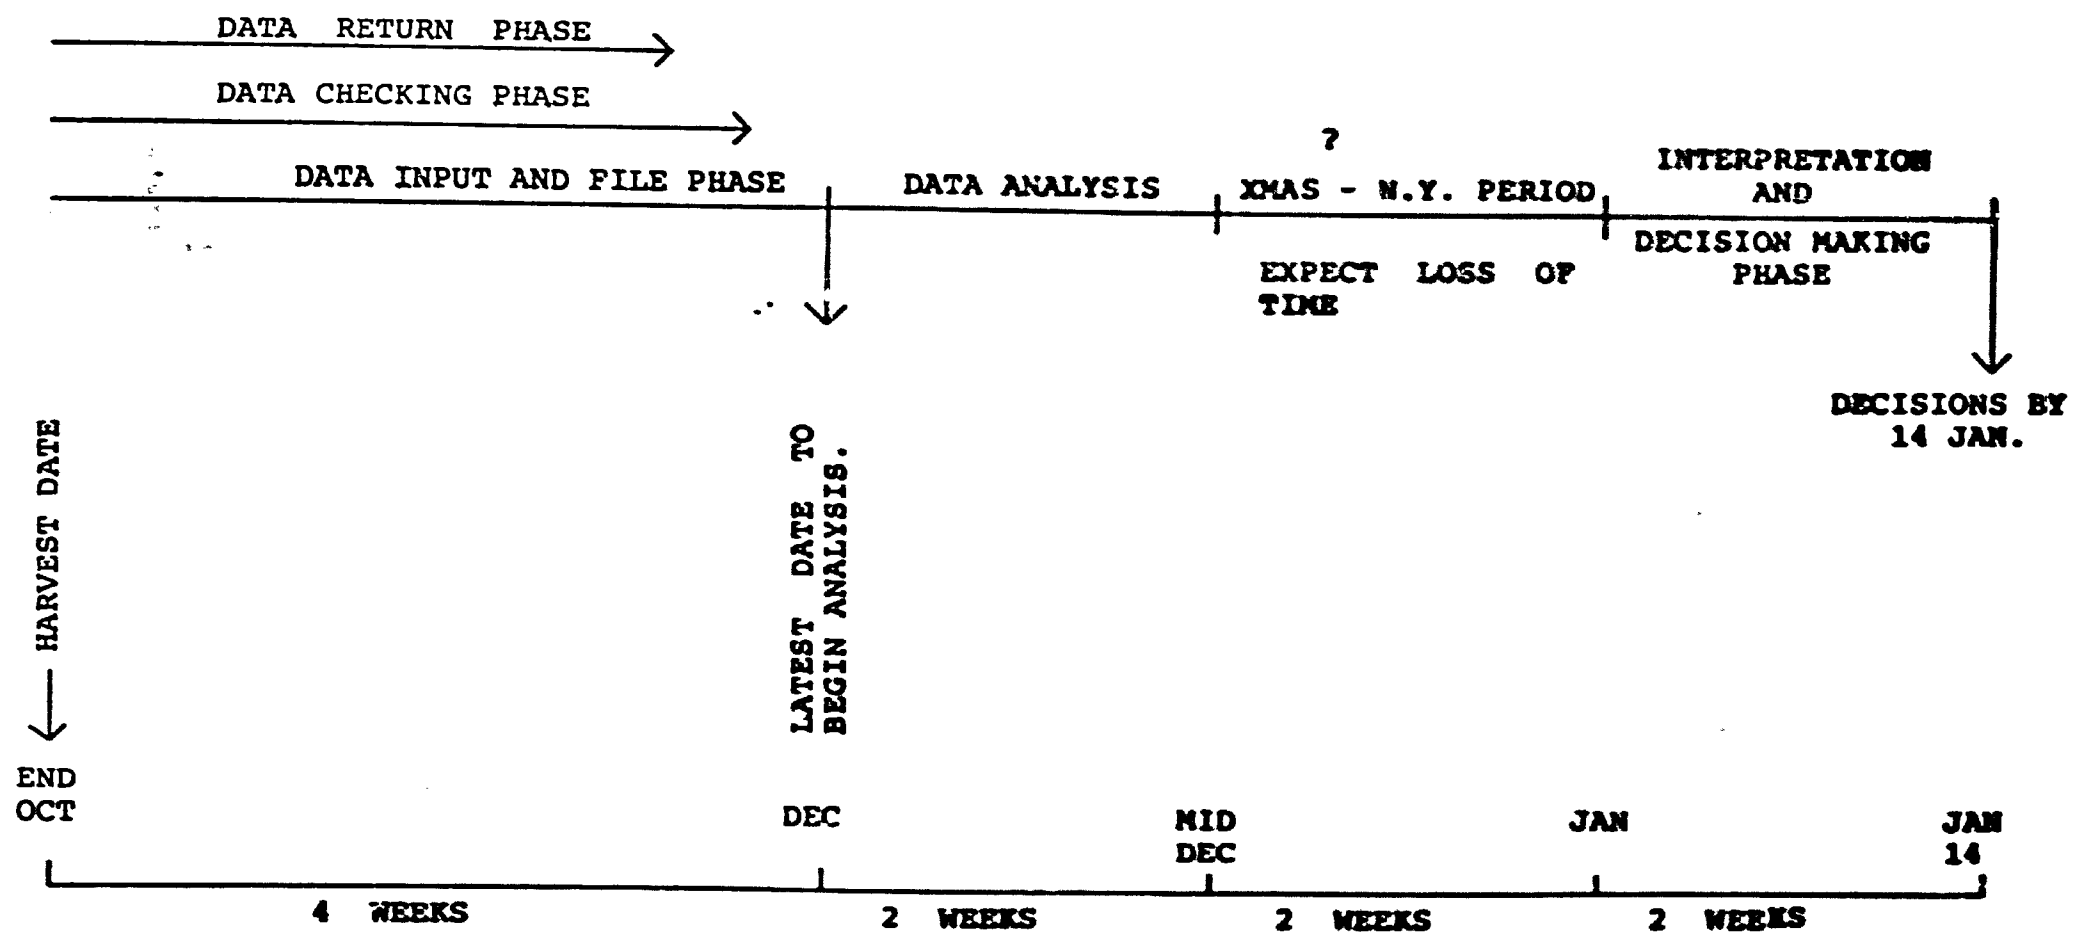 DATA RETURN PHASE
DATA CHECKING PHASE
DATA INPUT AND FILE PHASE
DATA ANALYSIS
?
XMAS - N.Y. PERIOD
INTERPRETATION
AND
DECISION MAKING
PHASE
EXPECT LOSS OF
TIME
DECISIONS BY
14 JAN.
HARVEST DATE
LATEST DATE TO
BEGIN ANALYSIS.
END
OCT
DEC
MID
DEC
JAN
JAN
14
4 WEEKS
2 WEEKS
2 WEEKS
2 WEEKS